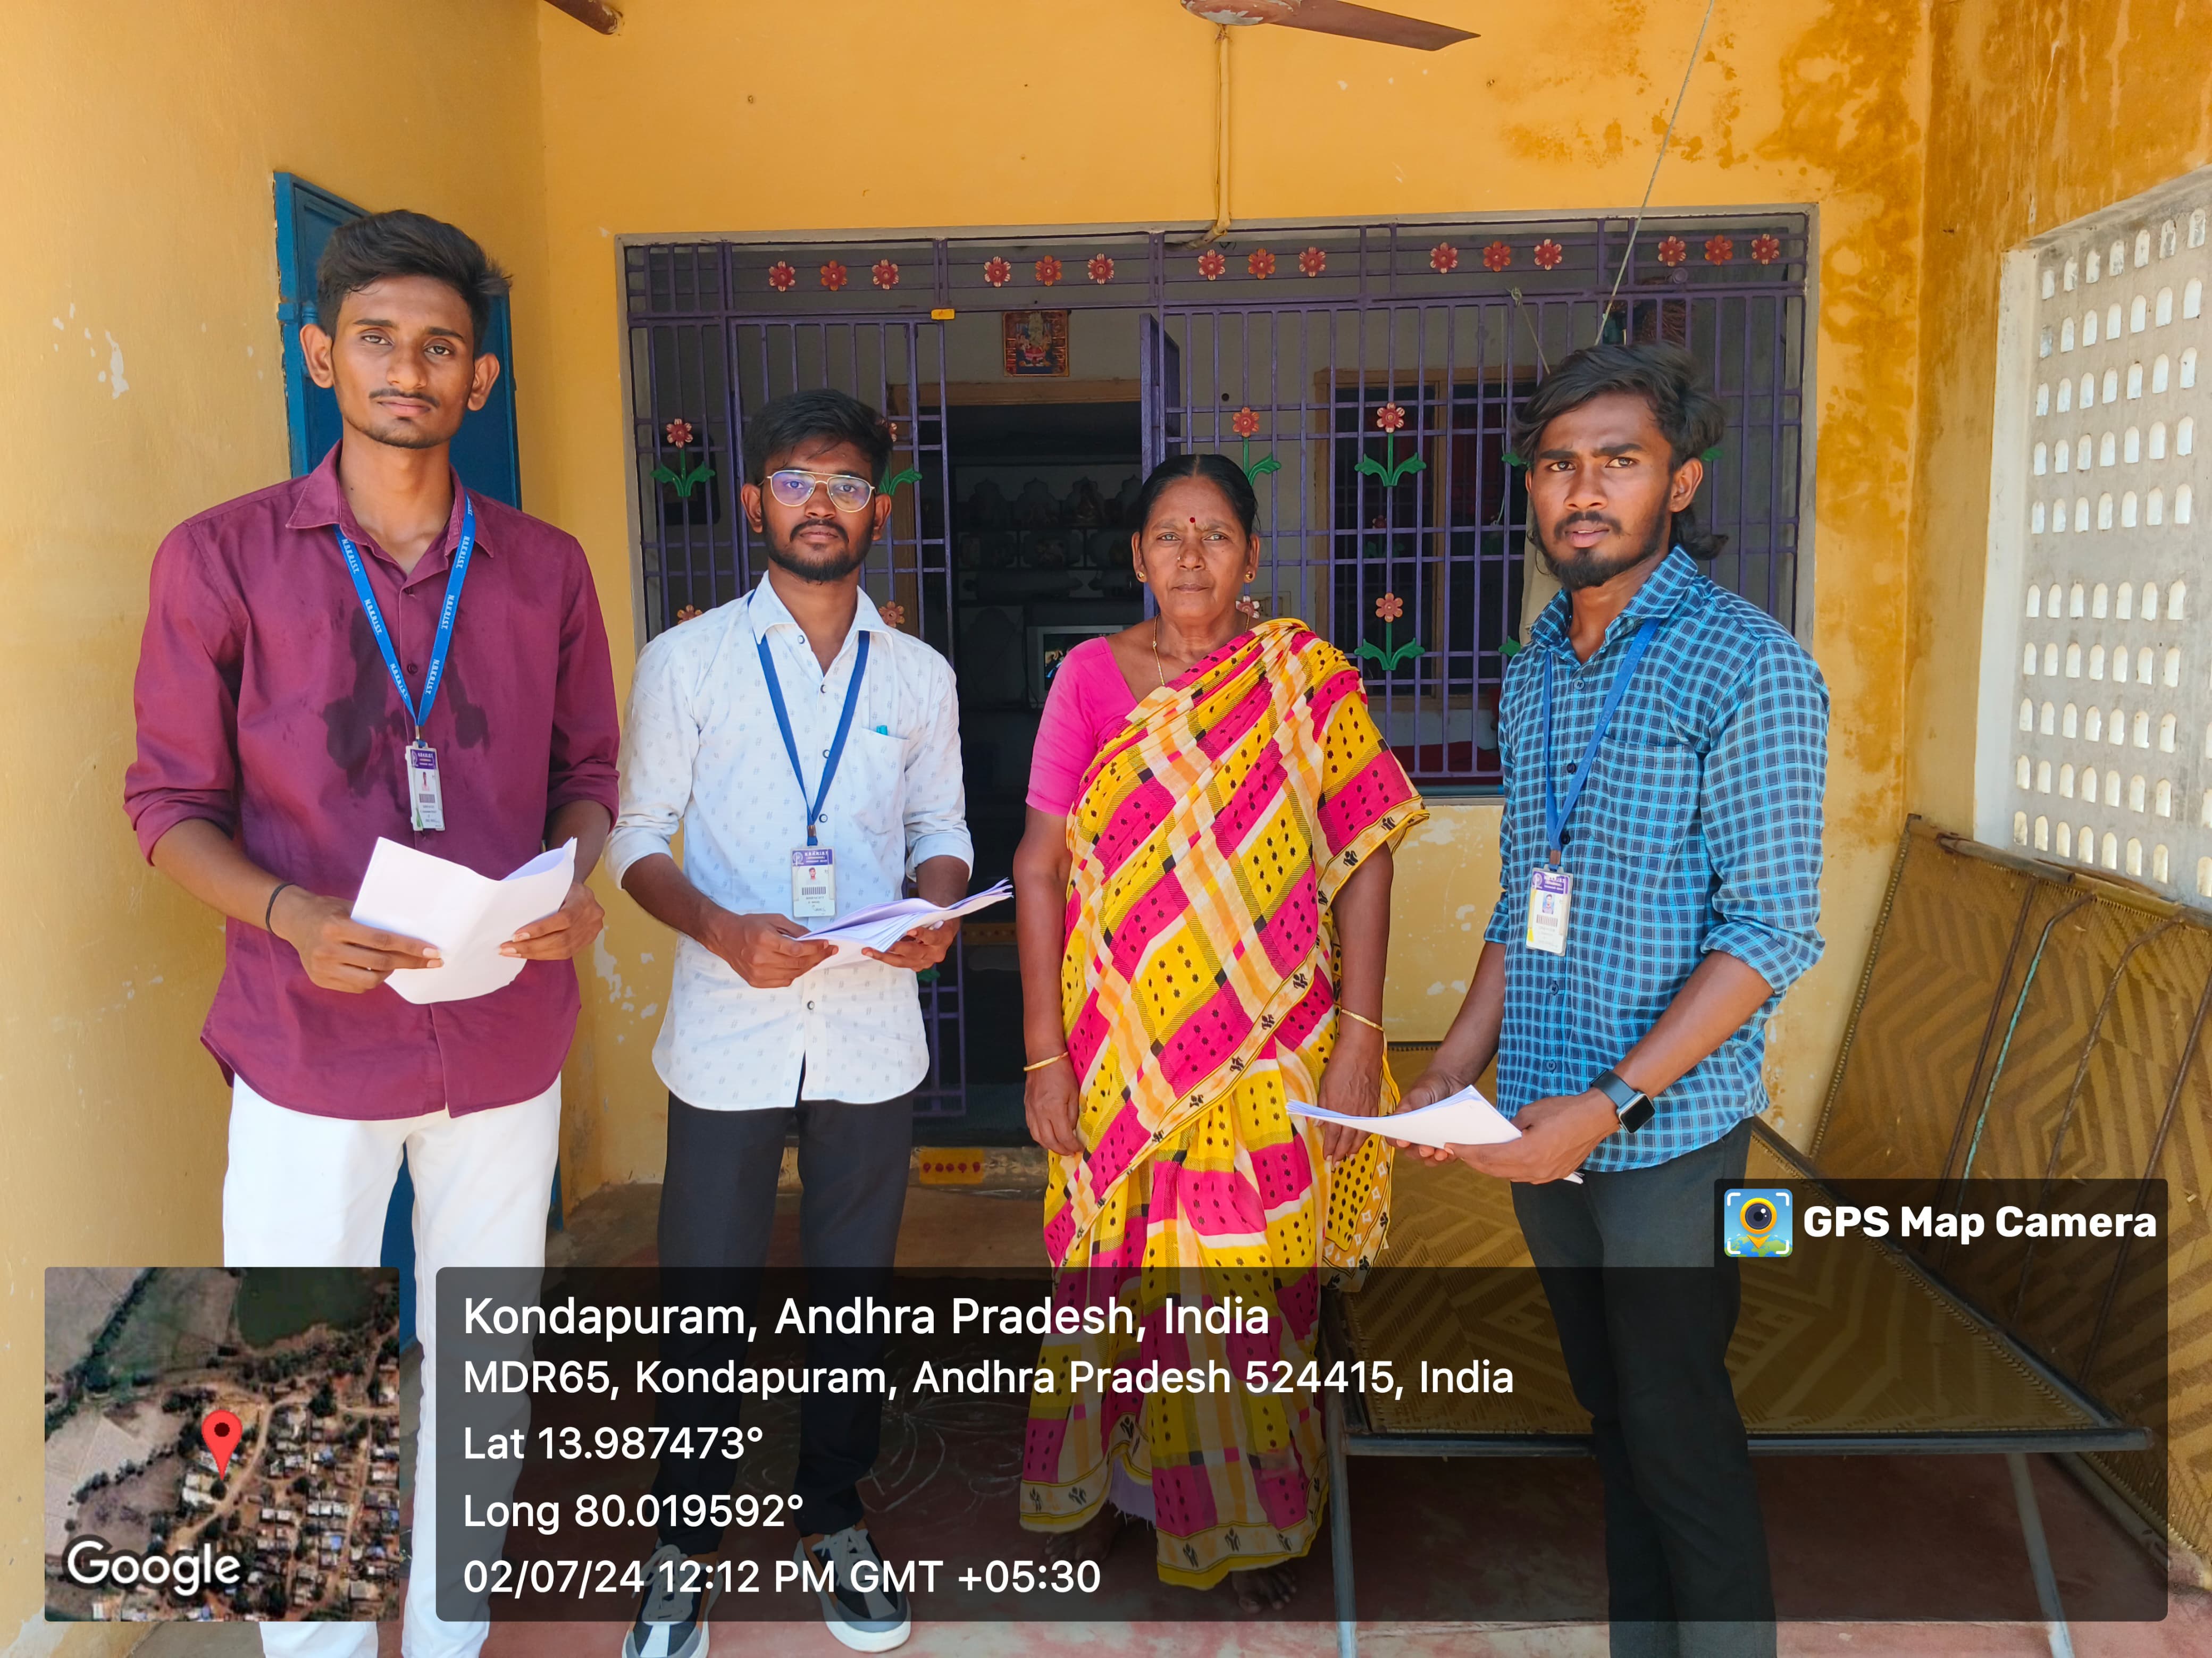 N.B.K.R.I.S.T.
N.B.K.R.I.S.T.
GPS Map Camera
Kondapuram, Andhra Pradesh, India
MDR65, Kondapuram, Andhra Pradesh 524415, India
Lat 13.987473°
Long 80.019592°
02/07/24 12:12 PM GMT +05:30
Google